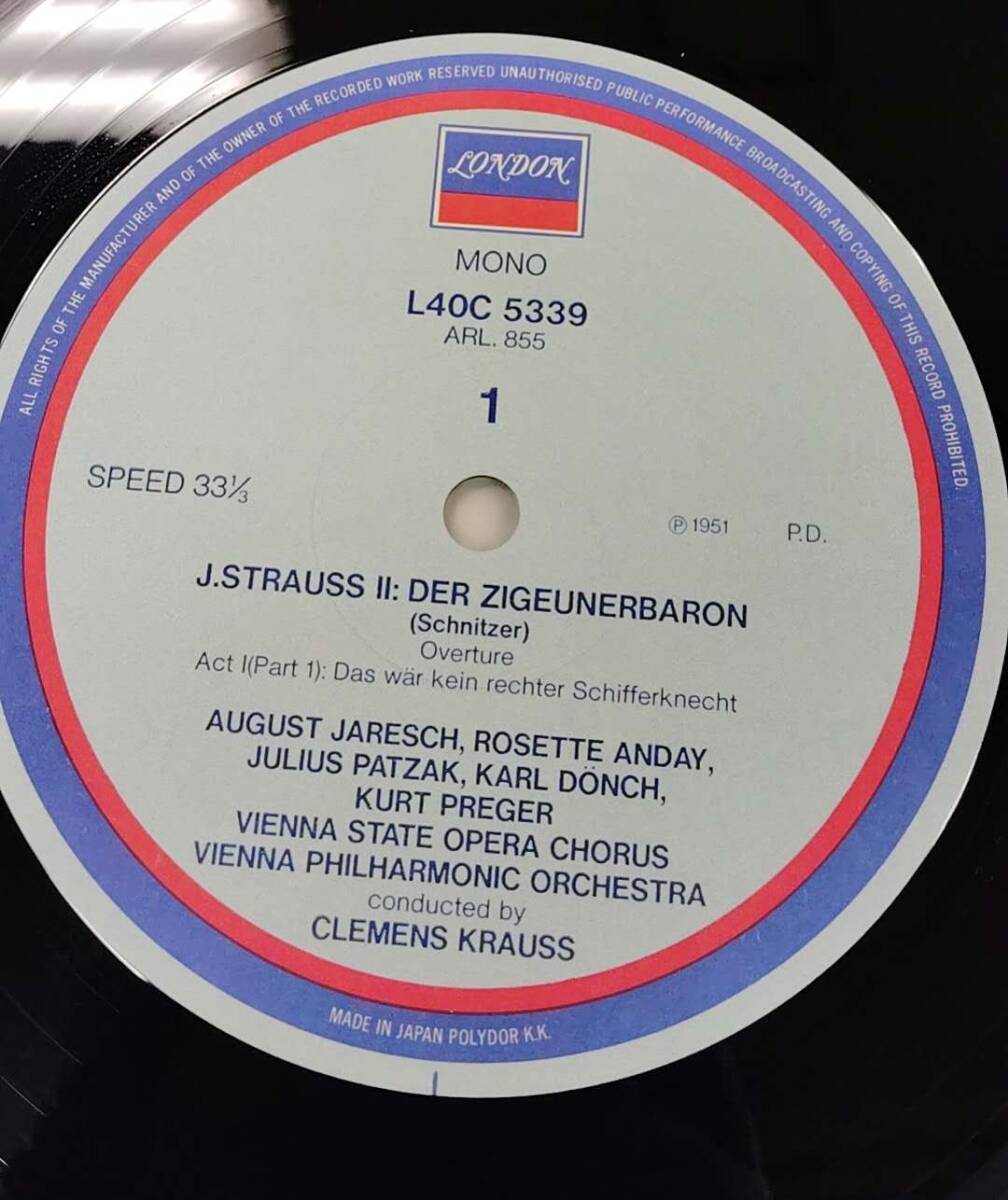 ALL RIGHTS OF THE MANUFACTURER AND OF THE OWNER OF THE RECORDED WORK RESERVED UNAUTHORISED PUBLIC PERFORMANCE BROADCASTING AND COPYING OF THIS RECORD PROHIBITED.
LONDON
MONO
L40C 5339
ARL. 855
1
SPEED 33⅓
Ⓟ 1951 P.D.
J.STRAUSS II: DER ZIGEUNERBARON
(Schnitzer)
Overture
Act I(Part 1): Das wär kein rechter Schifferknecht
AUGUST JARESCH, ROSETTE ANDAY,
JULIUS PATZAK, KARL DÖNCH,
KURT PREGER
VIENNA STATE OPERA CHORUS
VIENNA PHILHARMONIC ORCHESTRA
conducted by
CLEMENS KRAUSS
MADE IN JAPAN POLYDOR K.K.